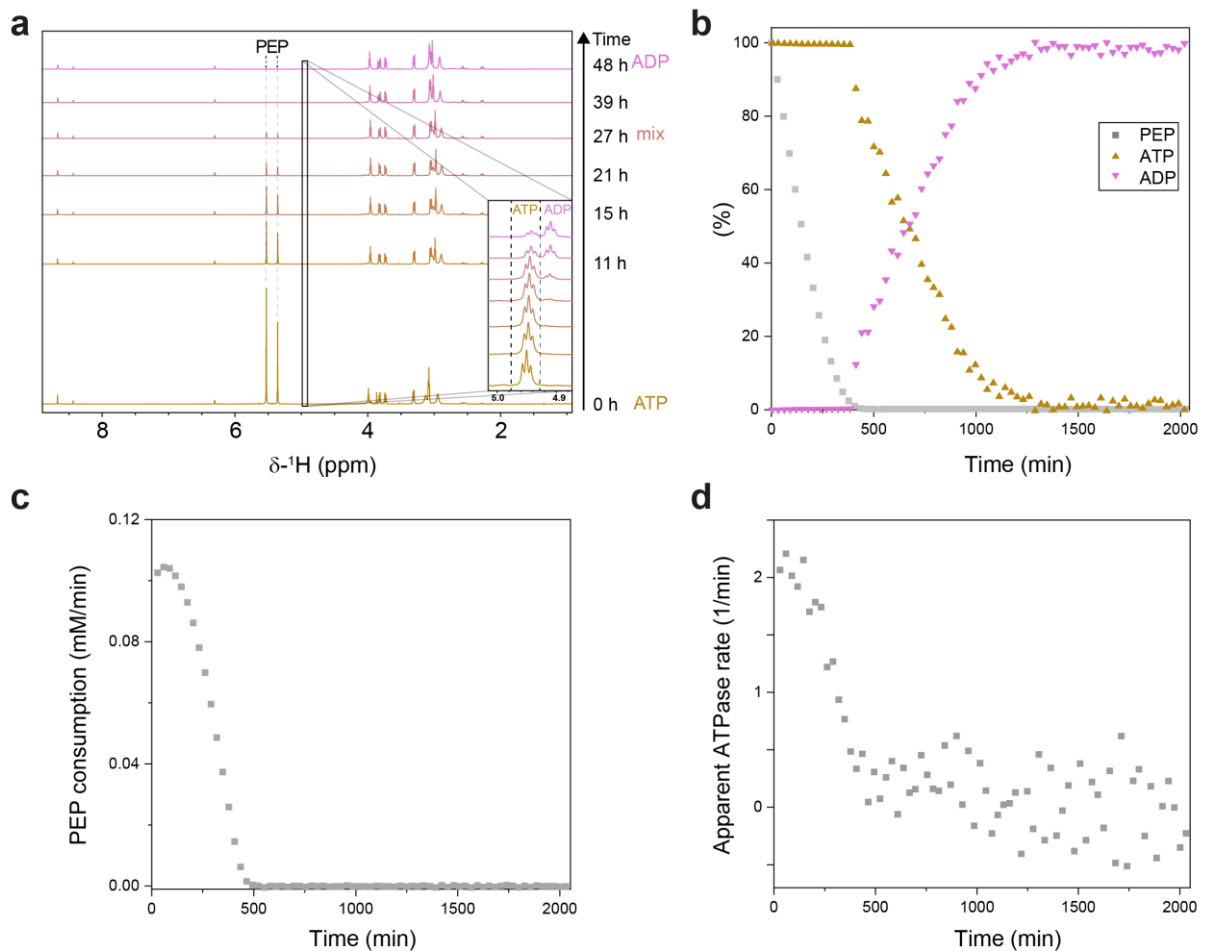 a
PEP
Time
48 h ADP
39 h
27 h mix
21 h
15 h
11 h
0 h ATP
ATP ADP
5.0 4.9
8 6 4 2
δ-¹H (ppm)
b
100
80
60
40
20
0
(%)
PEP
ATP
ADP
0 500 1000 1500 2000
Time (min)
c
0.12
0.08
0.04
0.00
PEP consumption (mM/min)
0 500 1000 1500 2000
Time (min)
d
2
1
0
Apparent ATPase rate (1/min)
0 500 1000 1500 2000
Time (min)